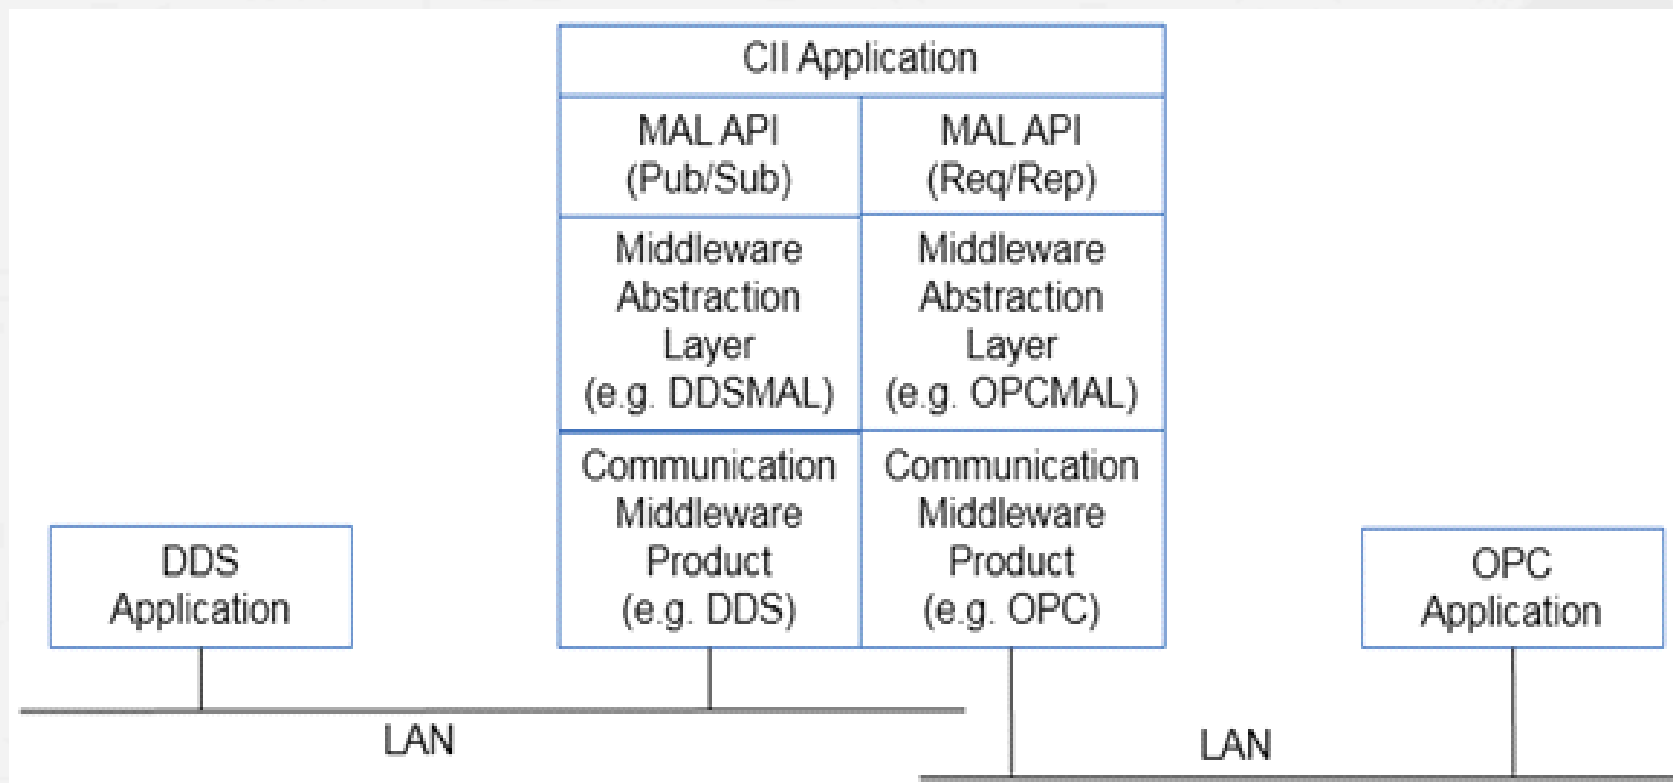 CII Application
MAL API
(Pub/Sub)
MAL API
(Req/Rep)
Middleware
Abstraction
Layer
(e.g. DDSMAL)
Middleware
Abstraction
Layer
(e.g. OPCMAL)
Communication
Middleware
Product
(e.g. DDS)
Communication
Middleware
Product
(e.g. OPC)
DDS
Application
OPC
Application
LAN
LAN